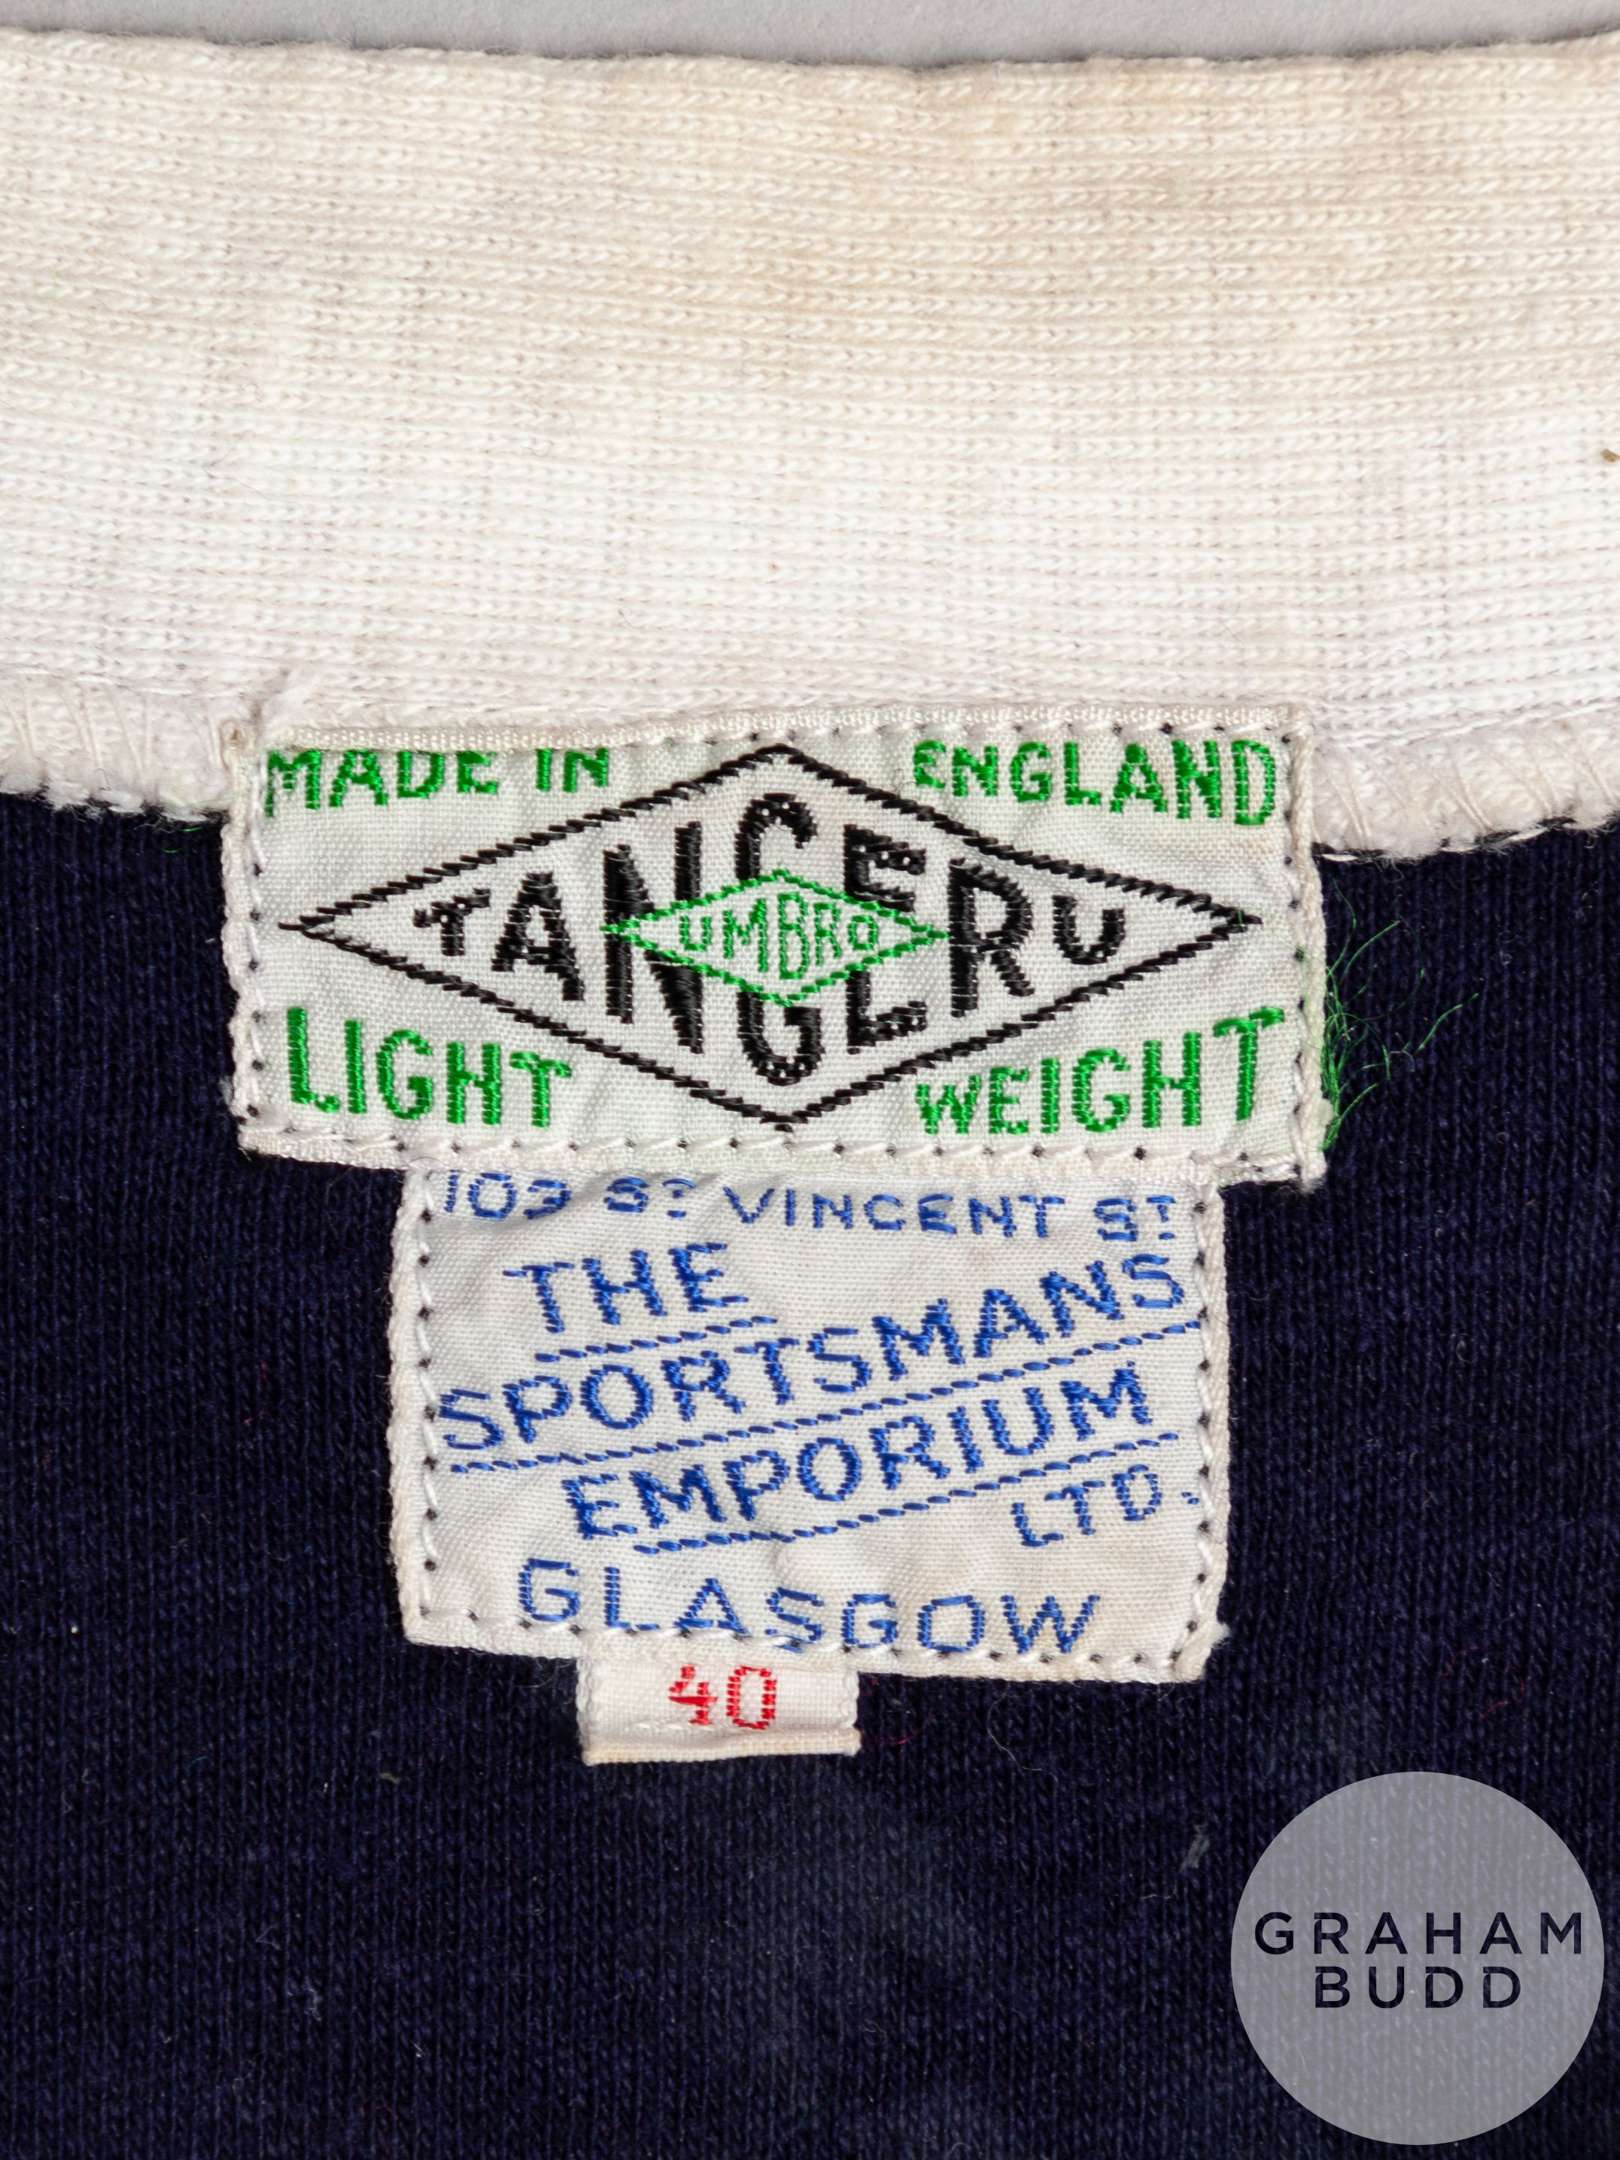 MADE IN ENGLAND
TANGERU
UMBRO
LIGHT WEIGHT
103 ST VINCENT ST
THE
SPORTSMANS
EMPORIUM
LTD.
GLASGOW
40
GRAHAM
BUDD